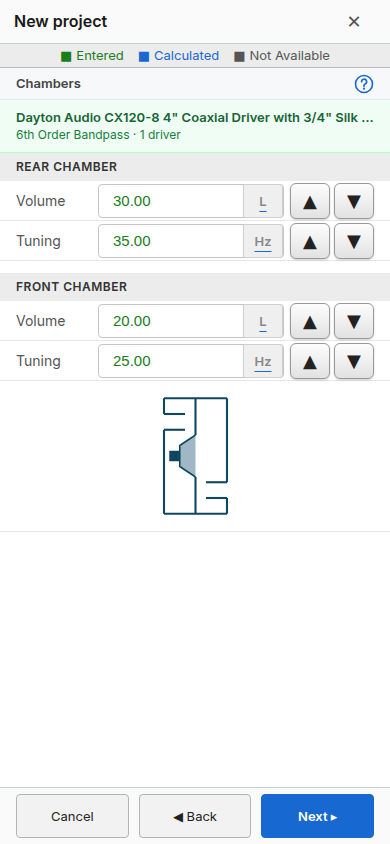 New project ✕
■ Entered ■ Calculated ■ Not Available
Chambers ?
Dayton Audio CX120-8 4" Coaxial Driver with 3/4" Silk ...
6th Order Bandpass · 1 driver
REAR CHAMBER
Volume 30.00 L ▲ ▼
Tuning 35.00 Hz ▲ ▼
FRONT CHAMBER
Volume 20.00 L ▲ ▼
Tuning 25.00 Hz ▲ ▼
Cancel ◀ Back Next ▸